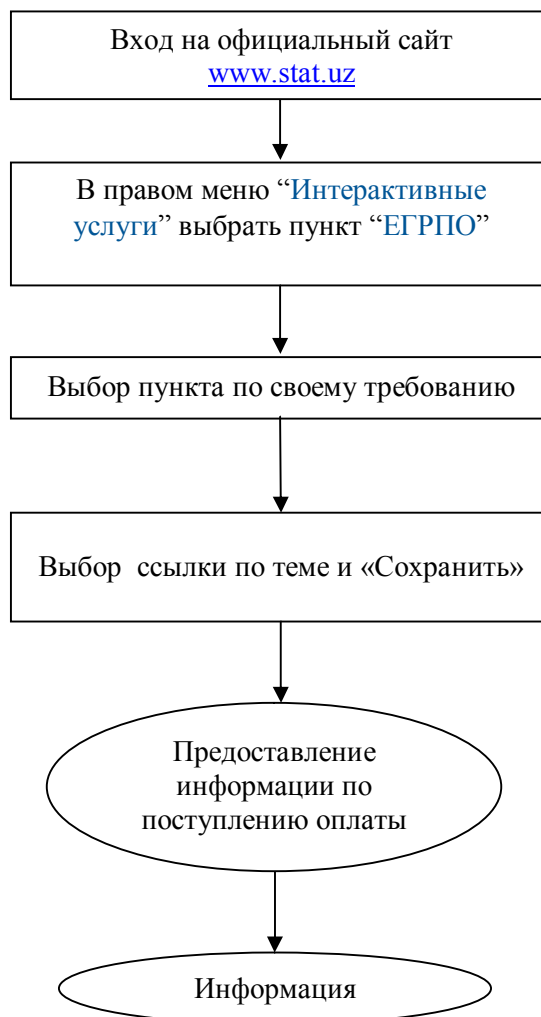 Вход на официальный сайт
www.stat.uz
В правом меню “Интерактивные
услуги” выбрать пункт “ЕГРПО”
Выбор пункта по своему требованию
Выбор ссылки по теме и «Сохранить»
Предоставление
информации по
поступлению оплаты
Информация